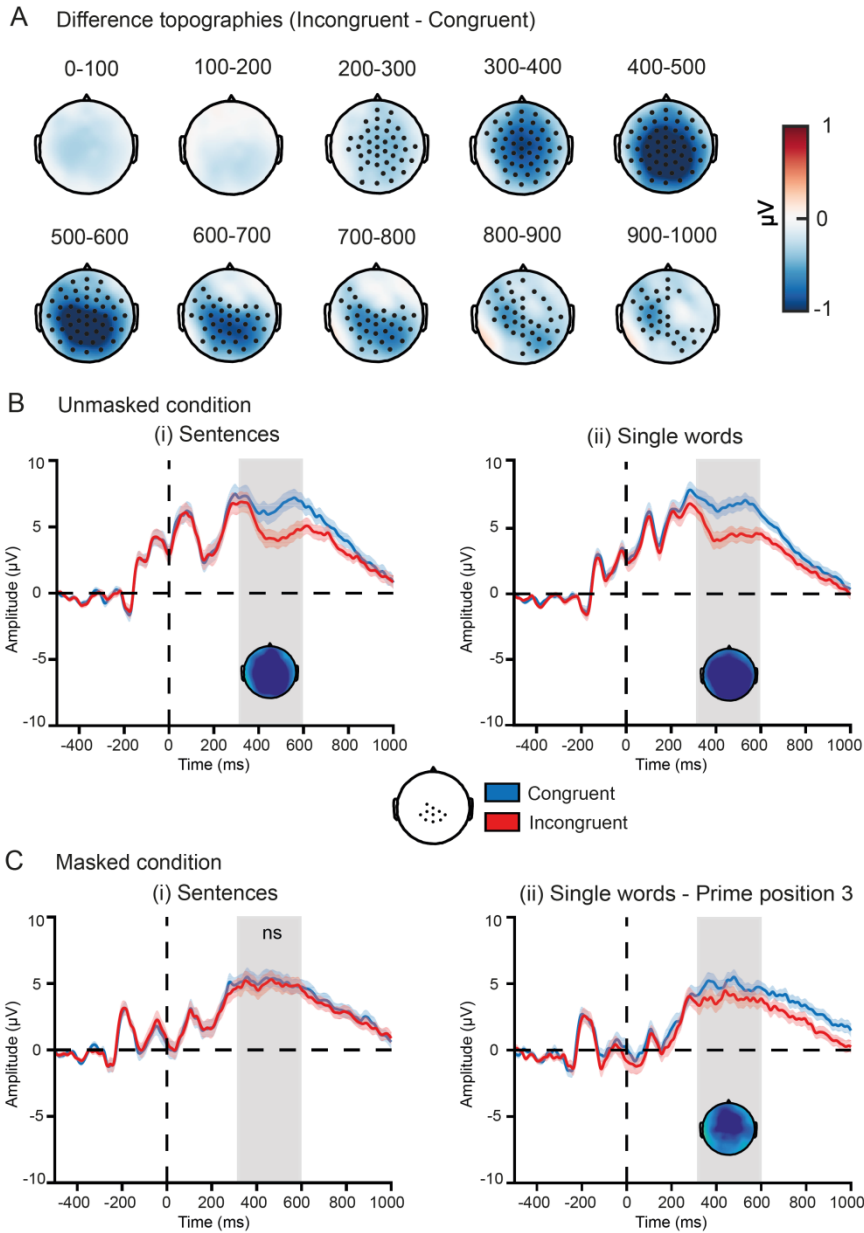 A Difference topographies (Incongruent - Congruent)
0-100 100-200 200-300 300-400 400-500
1
0
-1
µV
500-600 600-700 700-800 800-900 900-1000
B Unmasked condition
(i) Sentences (ii) Single words
10 10
5 5
0 0
-5 -5
-10 -10
Amplitude (µV) Amplitude (µV)
-400 -200 0 200 400 600 800 1000 -400 -200 0 200 400 600 800 1000
Time (ms) Time (ms)
Congruent
Incongruent
C Masked condition
(i) Sentences (ii) Single words - Prime position 3
10 10
ns
5 5
0 0
-5 -5
-10 -10
Amplitude (µV) Amplitude (µV)
-400 -200 0 200 400 600 800 1000 -400 -200 0 200 400 600 800 1000
Time (ms) Time (ms)